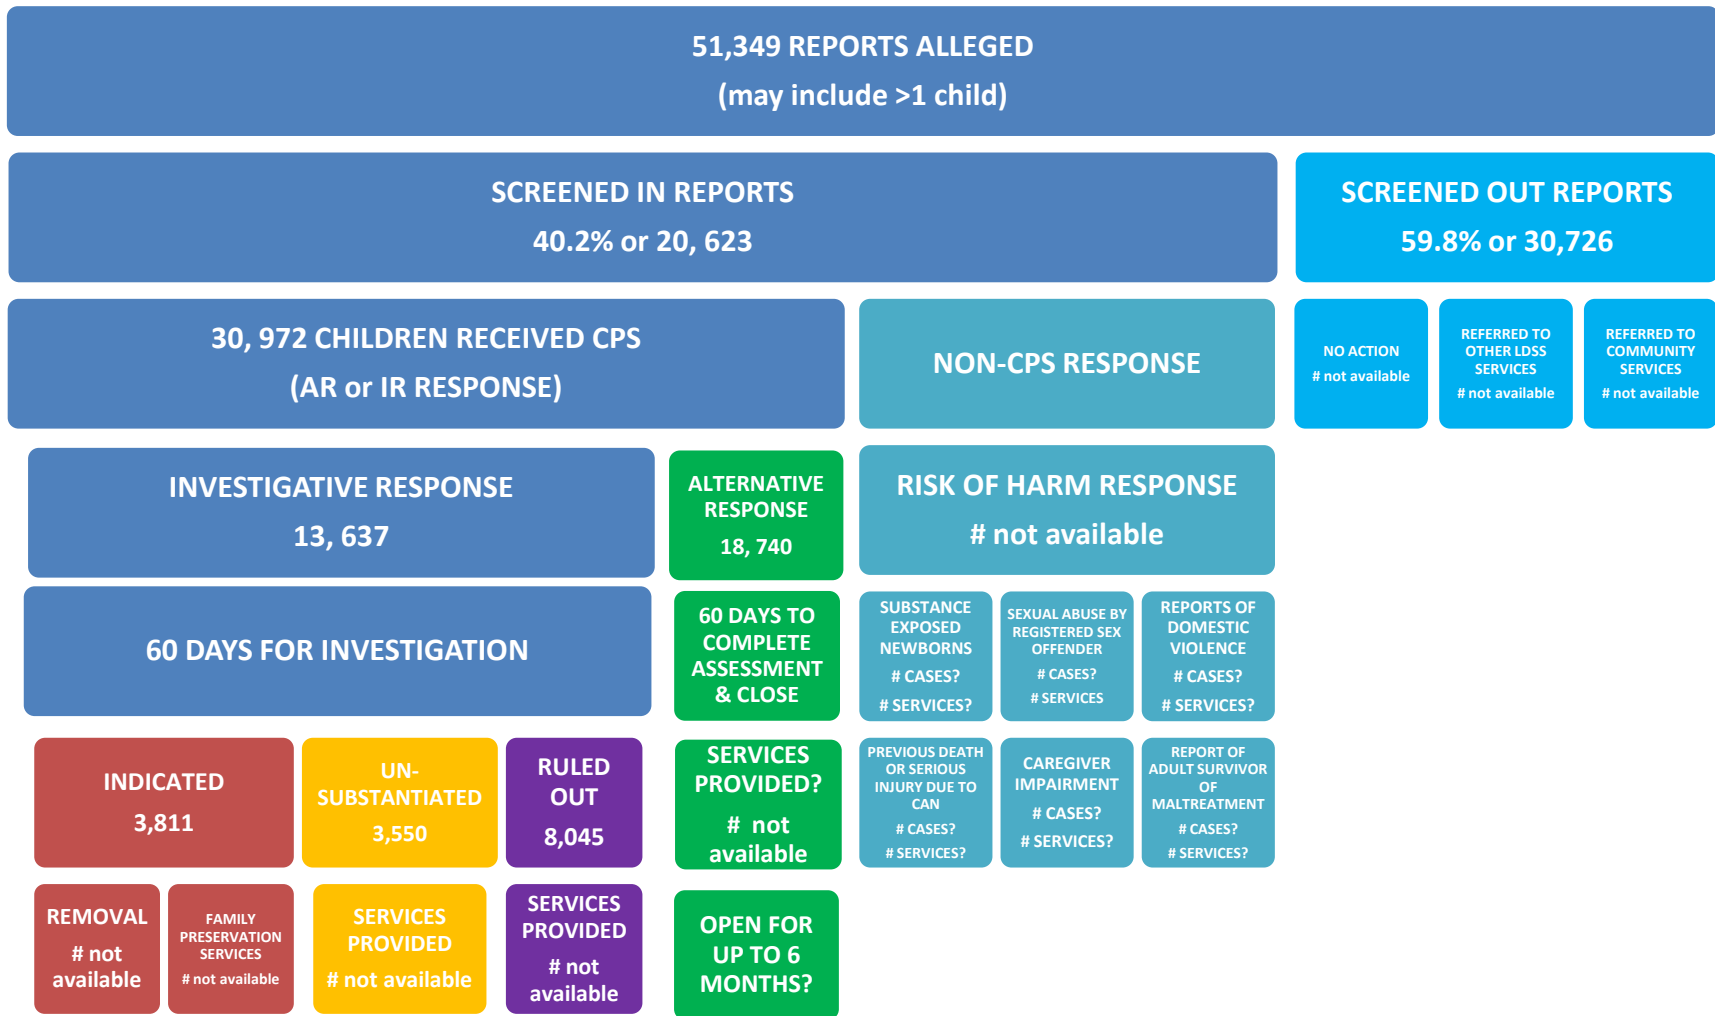 51,349 REPORTS ALLEGED
(may include >1 child)
SCREENED IN REPORTS
40.2% or 20, 623
SCREENED OUT REPORTS
59.8% or 30,726
30, 972 CHILDREN RECEIVED CPS
(AR or IR RESPONSE)
NON-CPS RESPONSE
NO ACTION
# not available
REFERRED TO
OTHER LDSS
SERVICES
# not available
REFERRED TO
COMMUNITY
SERVICES
# not available
INVESTIGATIVE RESPONSE
13, 637
ALTERNATIVE
RESPONSE
18, 740
RISK OF HARM RESPONSE
# not available
60 DAYS FOR INVESTIGATION
60 DAYS TO
COMPLETE
ASSESSMENT
& CLOSE
SUBSTANCE
EXPOSED
NEWBORNS
# CASES?
# SERVICES?
SEXUAL ABUSE BY
REGISTERED SEX
OFFENDER
# CASES?
# SERVICES
REPORTS OF
DOMESTIC
VIOLENCE
# CASES?
# SERVICES?
INDICATED
3,811
UN-
SUBSTANTIATED
3,550
RULED
OUT
8,045
SERVICES
PROVIDED?
# not
available
PREVIOUS DEATH
OR SERIOUS
INJURY DUE TO
CAN
# CASES?
# SERVICES?
CAREGIVER
IMPAIRMENT
# CASES?
# SERVICES?
REPORT OF
ADULT SURVIVOR
OF
MALTREATMENT
# CASES?
# SERVICES?
REMOVAL
# not
available
FAMILY
PRESERVATION
SERVICES
# not available
SERVICES
PROVIDED
# not available
SERVICES
PROVIDED
# not
available
OPEN FOR
UP TO 6
MONTHS?